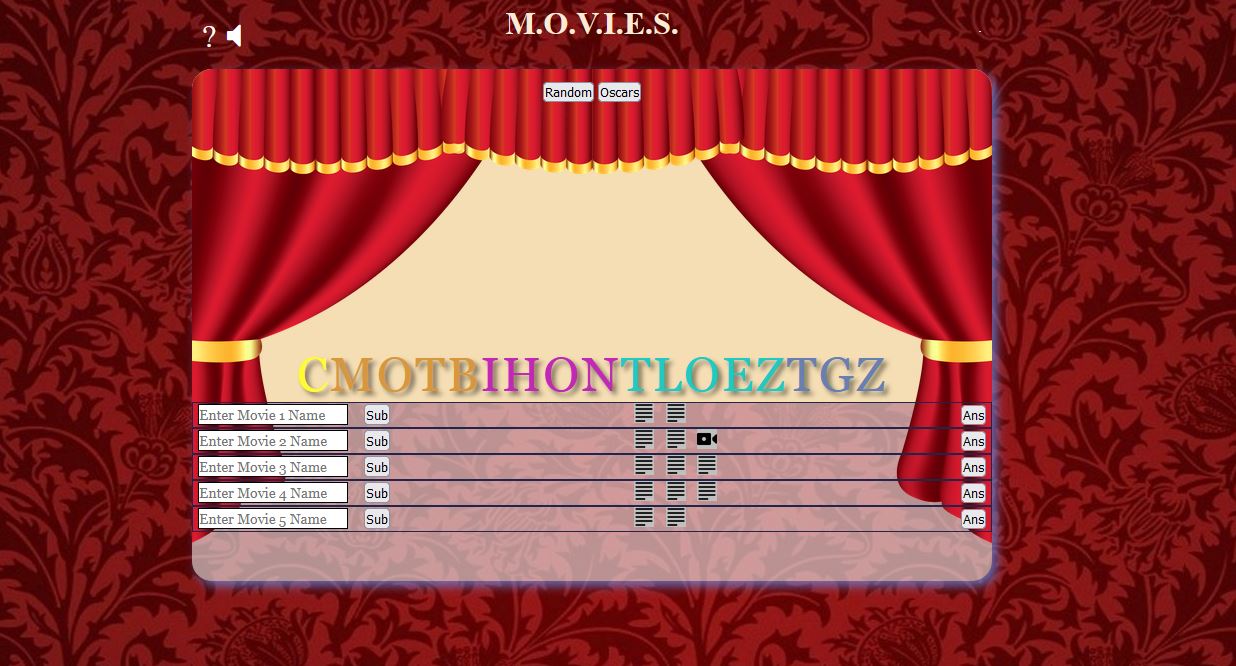 M.O.V.I.E.S.
?
Random Oscars
CMOTBIHONTLOEZTGZ
Enter Movie 1 Name Sub Ans
Enter Movie 2 Name Sub Ans
Enter Movie 3 Name Sub Ans
Enter Movie 4 Name Sub Ans
Enter Movie 5 Name Sub Ans